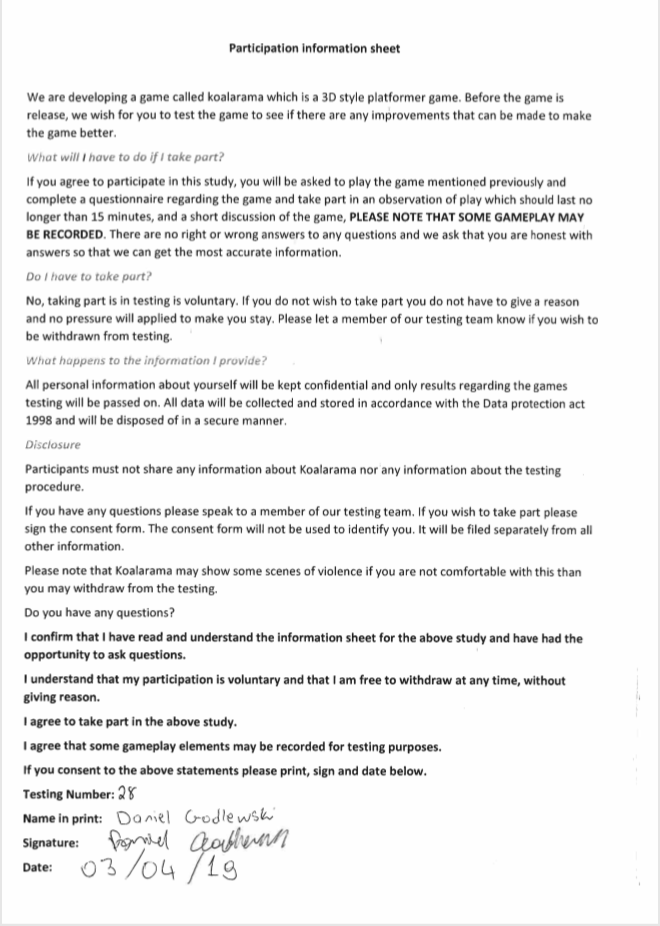 Participation information sheet
We are developing a game called koalarama which is a 3D style platformer game. Before the game is
release, we wish for you to test the game to see if there are any improvements that can be made to make
the game better.
What will I have to do if I take part?
If you agree to participate in this study, you will be asked to play the game mentioned previously and
complete a questionnaire regarding the game and take part in an observation of play which should last no
longer than 15 minutes, and a short discussion of the game, PLEASE NOTE THAT SOME GAMEPLAY MAY
BE RECORDED. There are no right or wrong answers to any questions and we ask that you are honest with
answers so that we can get the most accurate information.
Do I have to take part?
No, taking part is in testing is voluntary. If you do not wish to take part you do not have to give a reason
and no pressure will applied to make you stay. Please let a member of our testing team know if you wish to
be withdrawn from testing.
What happens to the information I provide?
All personal information about yourself will be kept confidential and only results regarding the games
testing will be passed on. All data will be collected and stored in accordance with the Data protection act
1998 and will be disposed of in a secure manner.
Disclosure
Participants must not share any information about Koalarama nor any information about the testing
procedure.
If you have any questions please speak to a member of our testing team. If you wish to take part please
sign the consent form. The consent form will not be used to identify you. It will be filed separately from all
other information.
Please note that Koalarama may show some scenes of violence if you are not comfortable with this than
you may withdraw from the testing.
Do you have any questions?
I confirm that I have read and understand the information sheet for the above study and have had the
opportunity to ask questions.
I understand that my participation is voluntary and that I am free to withdraw at any time, without
giving reason.
I agree to take part in the above study.
I agree that some gameplay elements may be recorded for testing purposes.
If you consent to the above statements please print, sign and date below.
Testing Number: 28
Name in print: Daniel Godlewski
Signature: Daniel
Date: 03/04/19